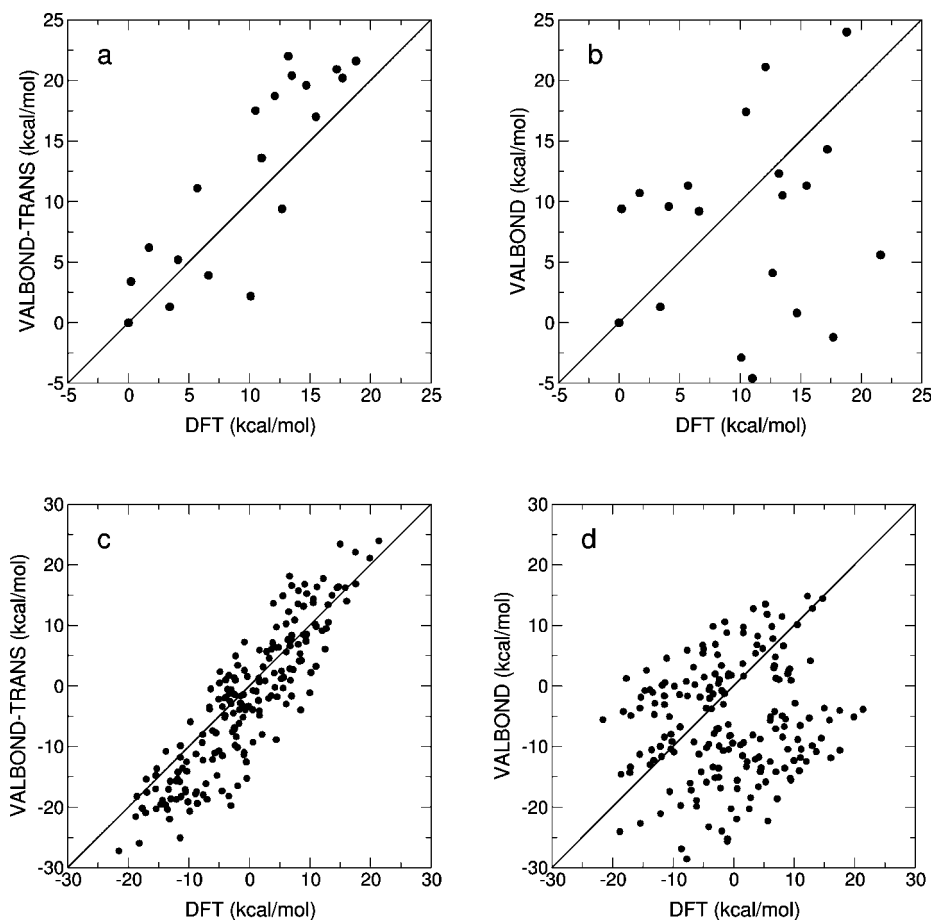 a
25
20
15
10
5
0
-5
VALBOND-TRANS (kcal/mol)
-5 0 5 10 15 20 25
DFT (kcal/mol)
b
25
20
15
10
5
0
-5
VALBOND (kcal/mol)
-5 0 5 10 15 20 25
DFT (kcal/mol)
c
30
20
10
0
-10
-20
-30
VALBOND-TRANS (kcal/mol)
-30 -20 -10 0 10 20 30
DFT (kcal/mol)
d
30
20
10
0
-10
-20
-30
VALBOND (kcal/mol)
-30 -20 -10 0 10 20 30
DFT (kcal/mol)